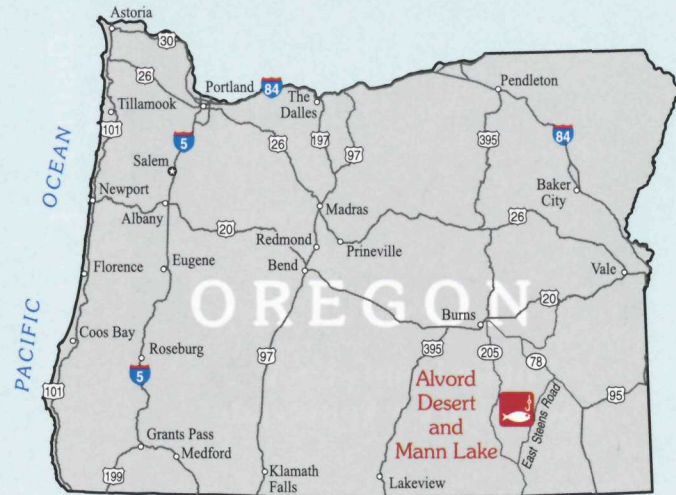 Astoria
30
26
Portland
84
The
Dalles
Pendleton
Tillamook
101
5
197
97
395
84
26
Salem
OCEAN
Baker
City
Newport
Albany
Madras
20
26
Redmond
Prineville
Florence
Eugene
Bend
Vale
OREGON
20
Burns
PACIFIC
Coos Bay
Roseburg
97
395
205
78
5
Alvord
Desert
and
Mann Lake
East Steens Road
95
101
Grants Pass
Medford
199
Klamath
Falls
Lakeview